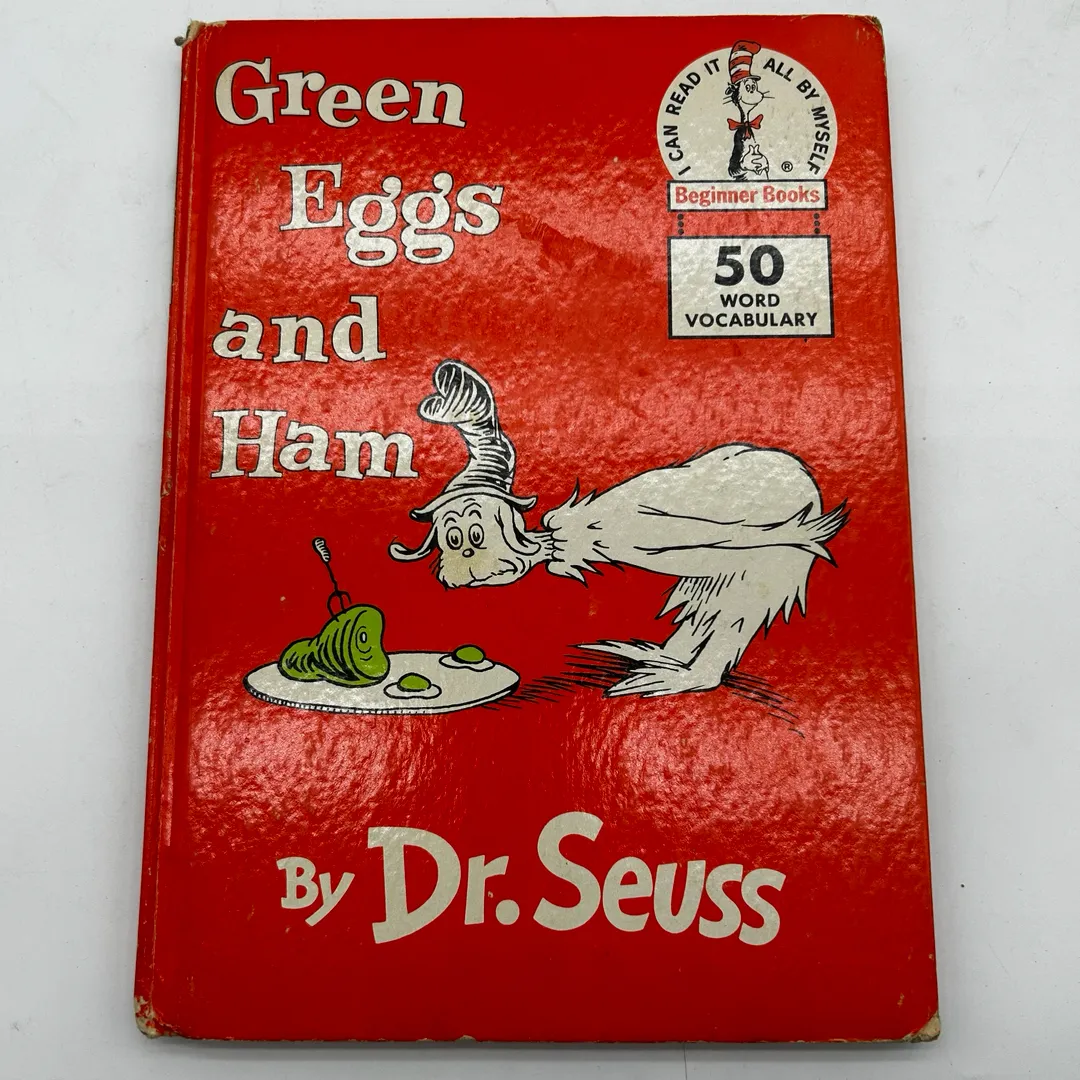 Green
Eggs
and
Ham
I CAN READ IT ALL BY MYSELF
®
Beginner Books
50
WORD
VOCABULARY
By Dr. Seuss